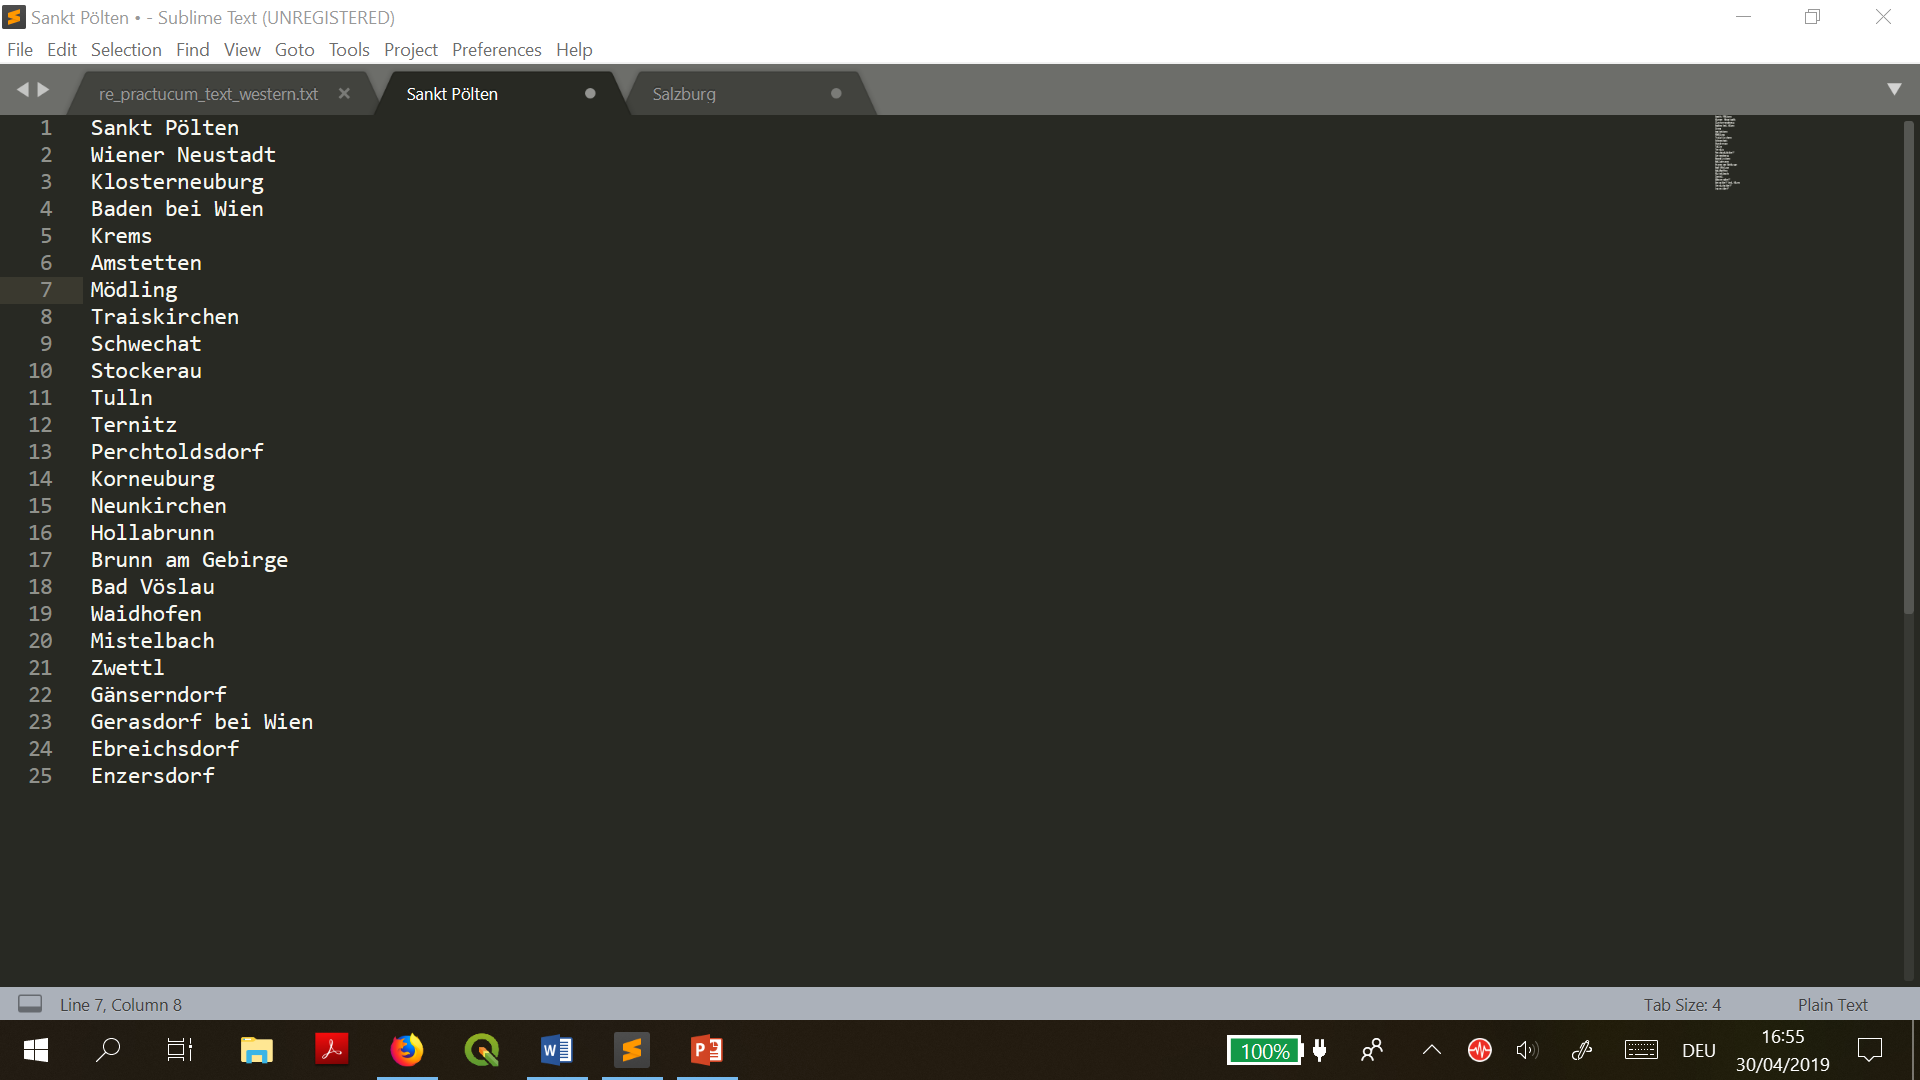 Sankt Pölten • - Sublime Text (UNREGISTERED)
File Edit Selection Find View Goto Tools Project Preferences Help
re_practucum_text_western.txt Sankt Pölten Salzburg
1 Sankt Pölten
2 Wiener Neustadt
3 Klosterneuburg
4 Baden bei Wien
5 Krems
6 Amstetten
7 Mödling
8 Traiskirchen
9 Schwechat
10 Stockerau
11 Tulln
12 Ternitz
13 Perchtoldsdorf
14 Korneuburg
15 Neunkirchen
16 Hollabrunn
17 Brunn am Gebirge
18 Bad Vöslau
19 Waidhofen
20 Mistelbach
21 Zwettl
22 Gänserndorf
23 Gerasdorf bei Wien
24 Ebreichsdorf
25 Enzersdorf
Line 7, Column 8 Tab Size: 4 Plain Text
100% DEU 16:55
30/04/2019